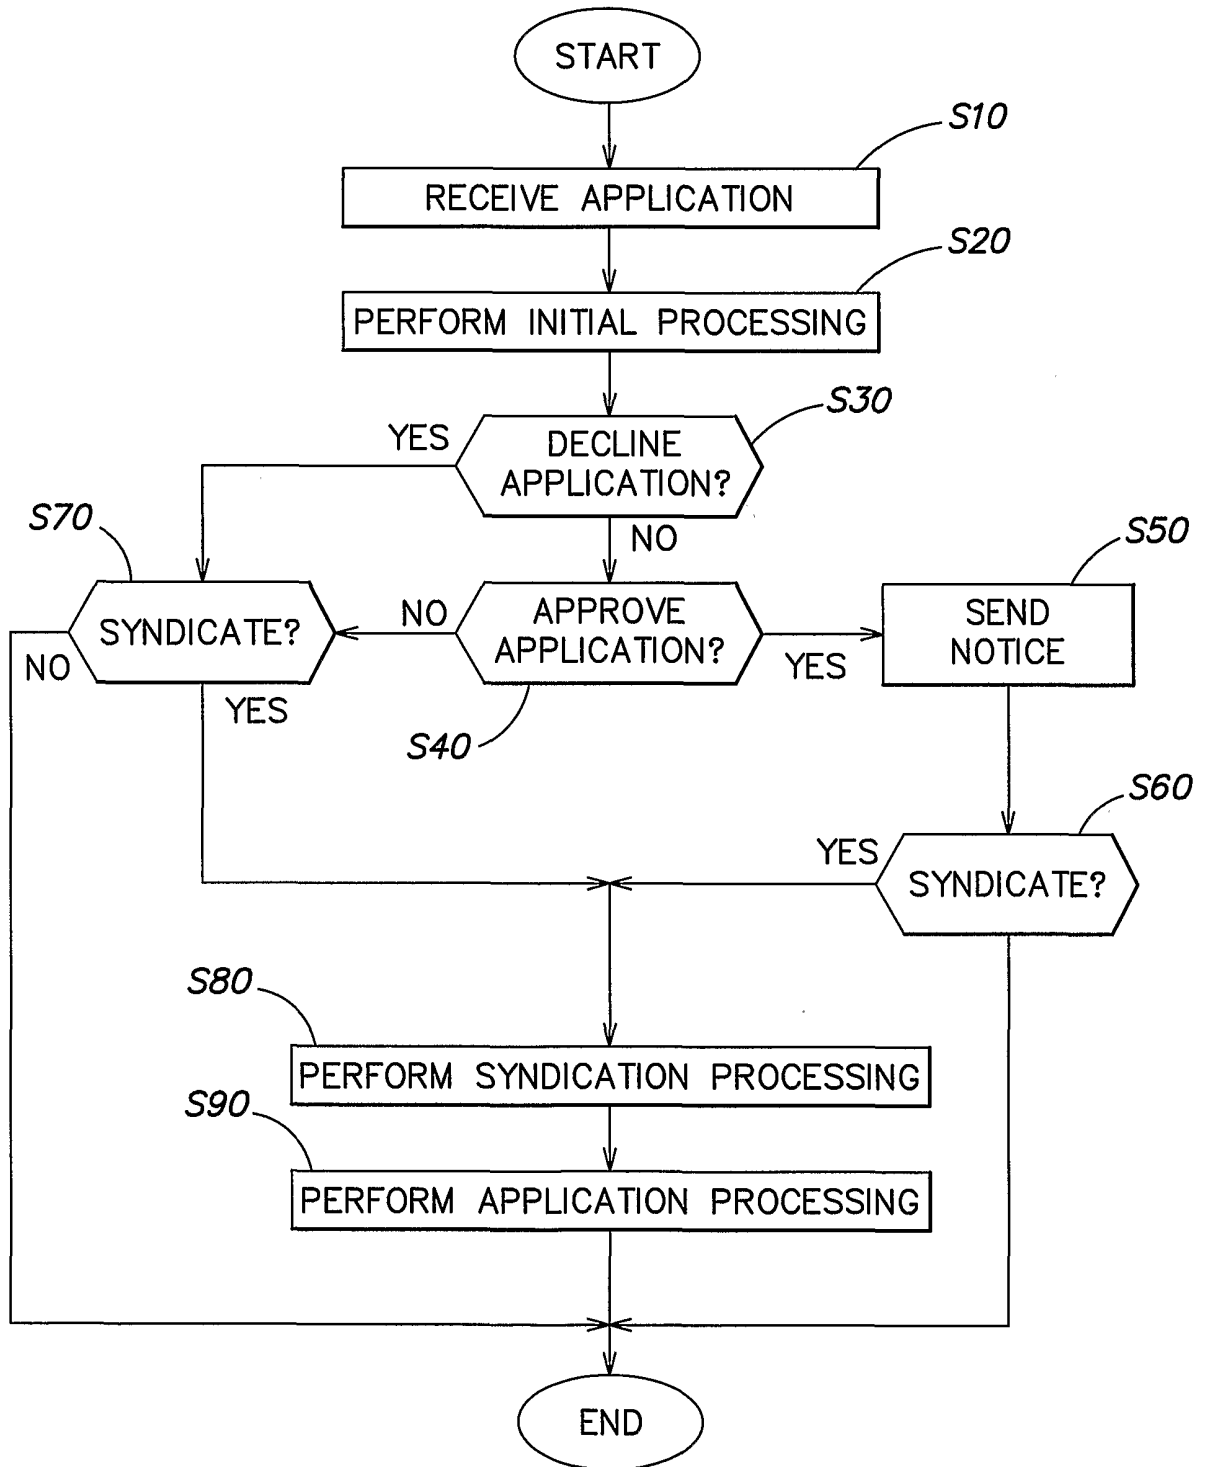 START
S10
RECEIVE APPLICATION
S20
PERFORM INITIAL PROCESSING
S30
YES
DECLINE
APPLICATION?
NO
S70
S50
SYNDICATE?
NO
YES
NO
APPROVE
APPLICATION?
YES
S40
SEND
NOTICE
S60
YES
SYNDICATE?
S80
PERFORM SYNDICATION PROCESSING
S90
PERFORM APPLICATION PROCESSING
END